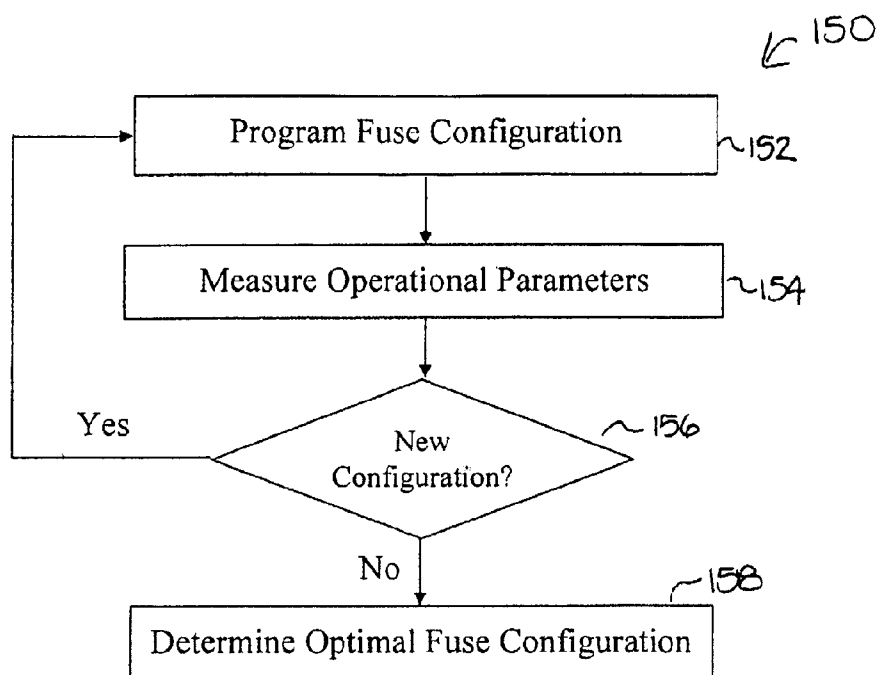 150
Program Fuse Configuration
152
Measure Operational Parameters
154
Yes
New
Configuration?
156
No
158
Determine Optimal Fuse Configuration